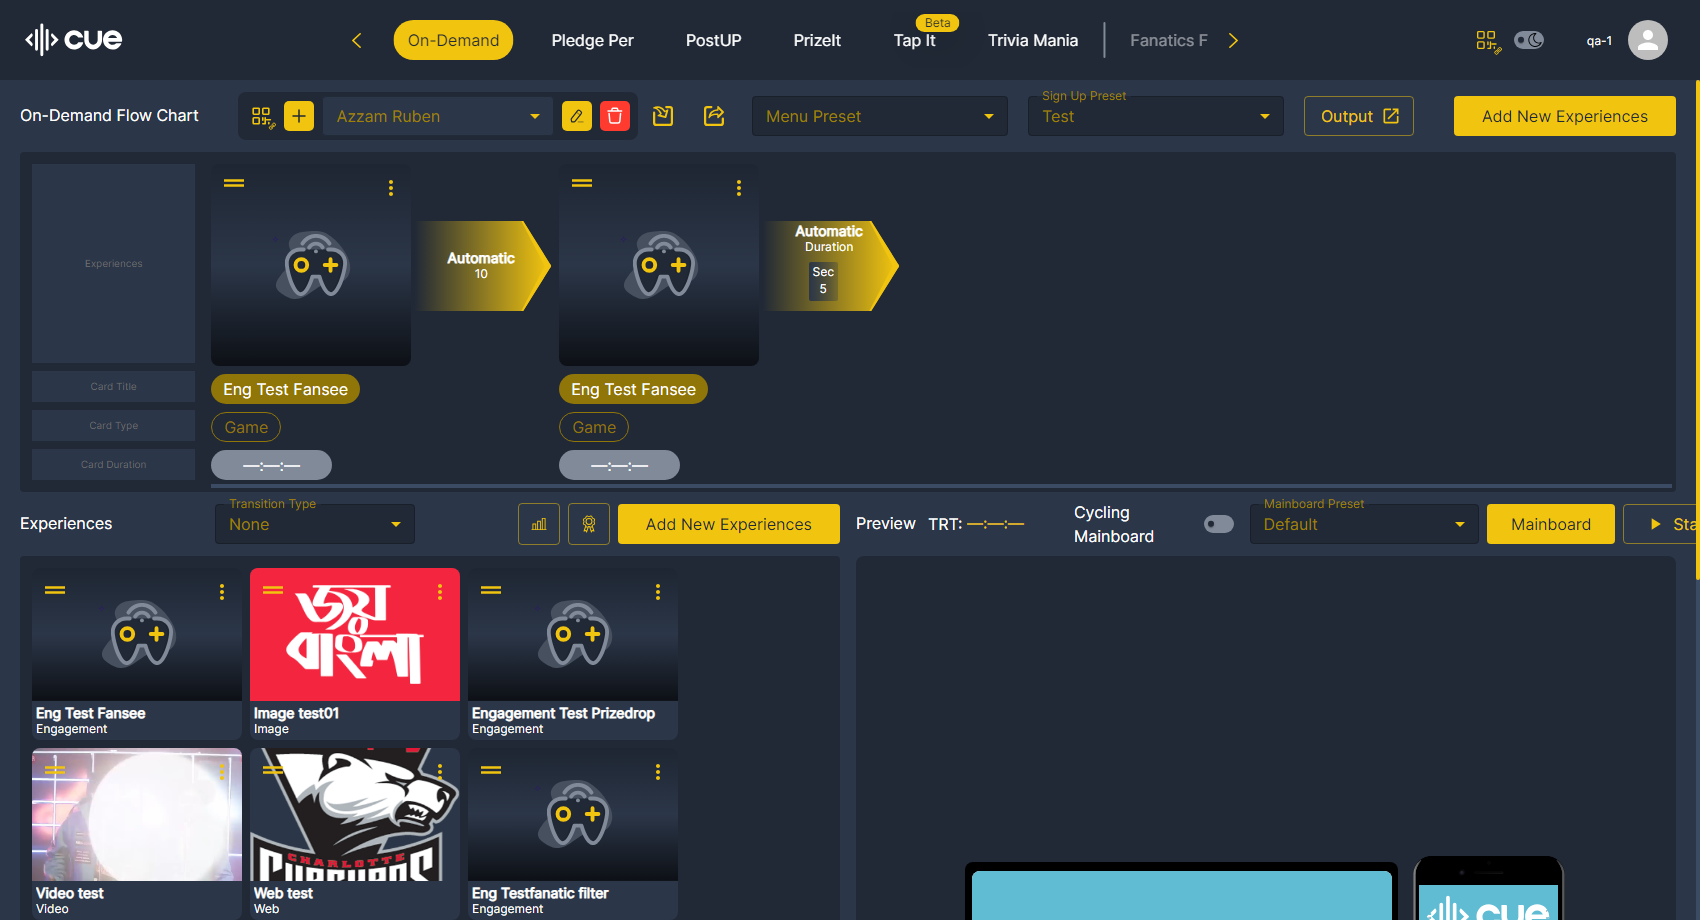 cue
On-Demand
Pledge Per
PostUP
PrizeIt
Beta
Tap It
Trivia Mania
Fanatics F
qa-1
On-Demand Flow Chart
Azzam Ruben
Menu Preset
Sign Up Preset
Test
Output
Add New Experiences
Experiences
Card Title
Card Type
Card Duration
Automatic
10
Automatic
Duration
Sec
5
Eng Test Fansee
Game
—:—:—
Eng Test Fansee
Game
—:—:—
Experiences
Transition Type
None
Add New Experiences
Preview
TRT: —:—:—
Cycling
Mainboard
Mainboard Preset
Default
Mainboard
Sta
জয়
বাংলা
Eng Test Fansee
Engagement
Image test01
Image
Engagement Test Prizedrop
Engagement
CHARLOTTE
Video test
Video
Web test
Web
Eng Testfanatic filter
Engagement
cue